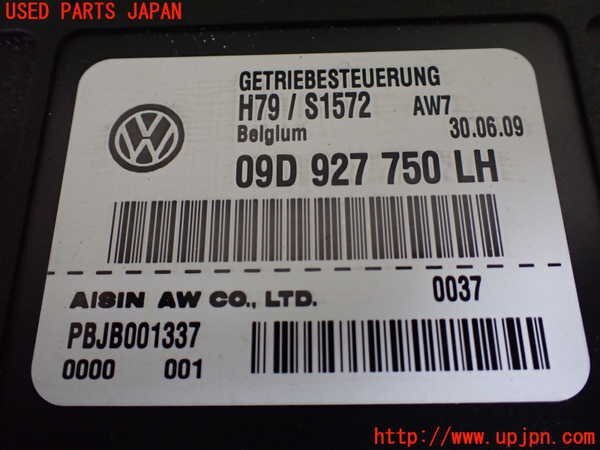 USED PARTS JAPAN
GETRIEBESTEUERUNG
H79 / S1572 AW7
Belgium 30.06.09
09D 927 750 LH
AISIN AW CO., LTD. 0037
PBJB001337
0000 001
http://www.upjpn.com/